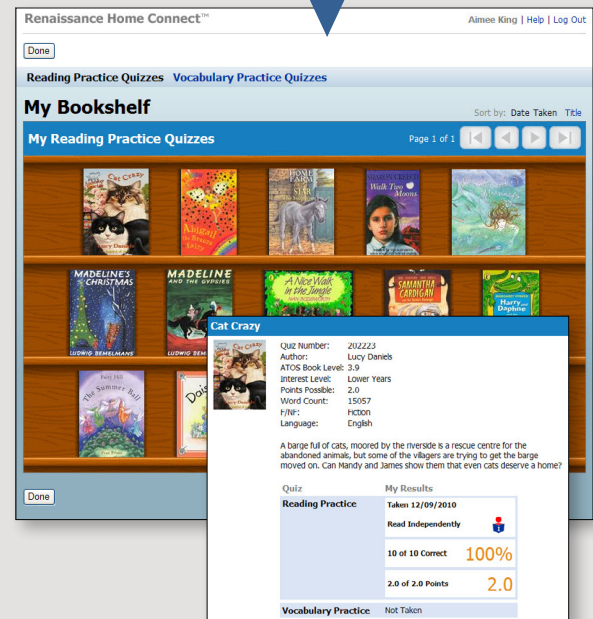 Renaissance Home Connect™
Aimee King | Help | Log Out
Done
Reading Practice Quizzes Vocabulary Practice Quizzes
My Bookshelf
Sort by: Date Taken Title
My Reading Practice Quizzes
Page 1 of 1
Cat Crazy
Lucy Daniels
Abigail
the Breeze
Fairy
HOME
FARM
STAR
SHARON CREECH
Walk Two
Moons
MADELINE'S
CHRISTMAS
LUDWIG BEMELMANS
MADELINE
AND THE GYPSIES
LUDWIG BEM
A Nice Walk
in the Jungle
SAMANTHA
CARDIGAN
Harry and
Daphne
Fairy Hill
The Summer Ball
Dais
Done
Cat Crazy
Cat Crazy
Quiz Number: 202223
Author: Lucy Daniels
ATOS Book Level: 3.9
Interest Level: Lower Years
Points Possible: 2.0
Word Count: 15057
F/NF: Fiction
Language: English
A barge full of cats, moored by the riverside is a rescue centre for the
abandoned animals, but some of the villagers are trying to get the barge
moved on. Can Mandy and James show them that even cats deserve a home?
Quiz My Results
Reading Practice Taken 12/09/2010
Read Independently
10 of 10 Correct 100%
2.0 of 2.0 Points 2.0
Vocabulary Practice Not Taken